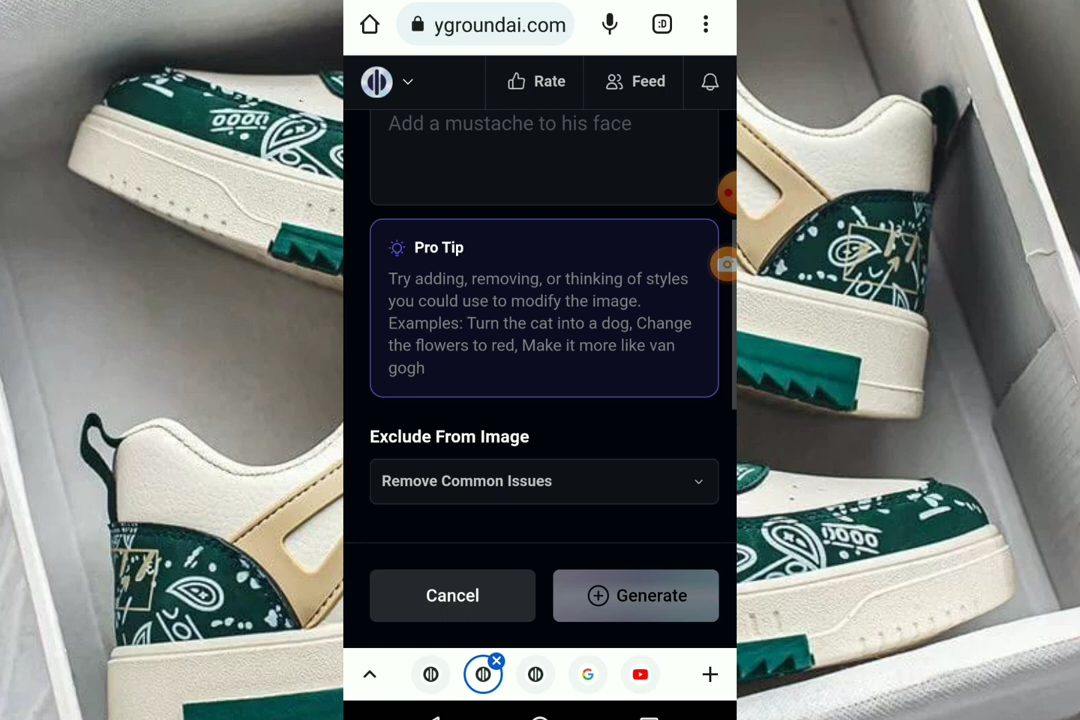 ygroundai.com
:D
Rate
Feed
Add a mustache to his face
Pro Tip
Try adding, removing, or thinking of styles
you could use to modify the image.
Examples: Turn the cat into a dog, Change
the flowers to red, Make it more like van
gogh
Exclude From Image
Remove Common Issues
Cancel
Generate